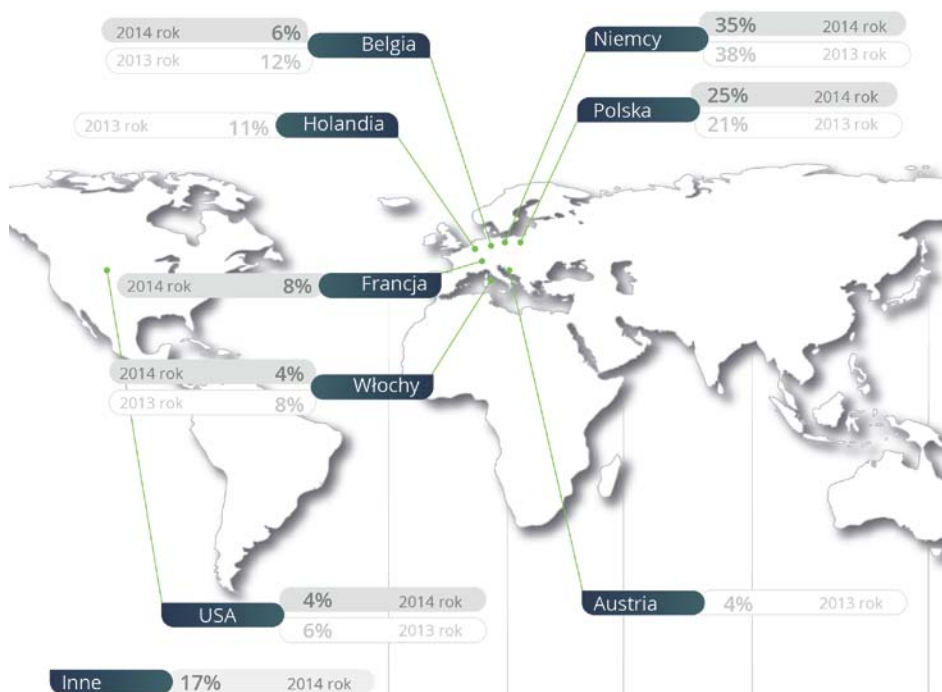 2014 rok 6%
Belgia
2013 rok 12%
35% 2014 rok
Niemcy
38% 2013 rok
2013 rok 11%
Holandia
25% 2014 rok
Polska
21% 2013 rok
2014 rok 8%
Francja
2014 rok 4%
Włochy
2013 rok 8%
USA
4% 2014 rok
6% 2013 rok
Austria
4% 2013 rok
Inne
17% 2014 rok